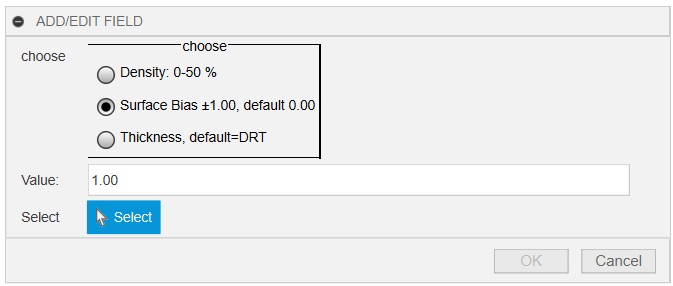 ADD/EDIT FIELD
choose
choose
Density: 0-50 %
Surface Bias ±1.00, default 0.00
Thickness, default=DRT
Value:
1.00
Select
Select
OK
Cancel